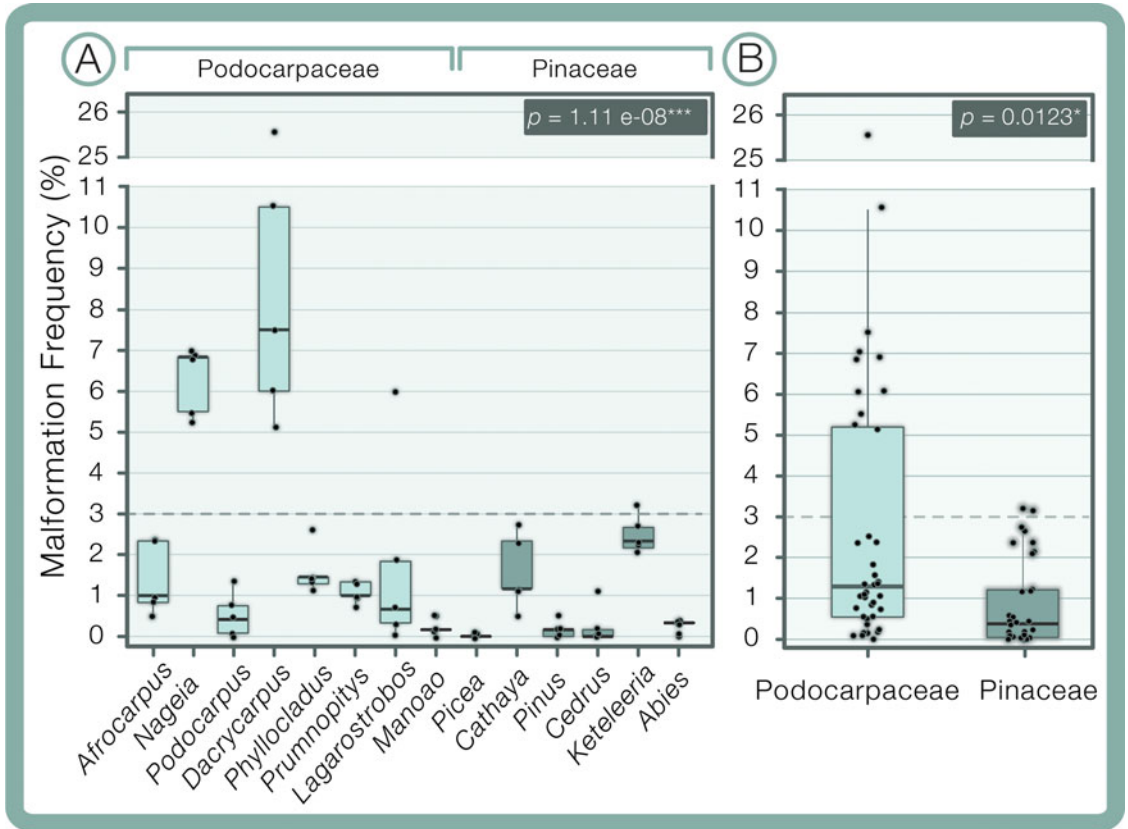 A
Podocarpaceae
Pinaceae
p = 1.11 e-08***
Malformation Frequency (%)
26
25
11
10
9
8
7
6
5
4
3
2
1
0
Afrocarpus
Nageia
Podocarpus
Dacrycarpus
Phyllocladus
Prumnopitys
Lagarostrobos
Manoao
Picea
Cathaya
Pinus
Cedrus
Keteleeria
Abies
B
p = 0.0123*
26
25
11
10
9
8
7
6
5
4
3
2
1
0
Podocarpaceae
Pinaceae